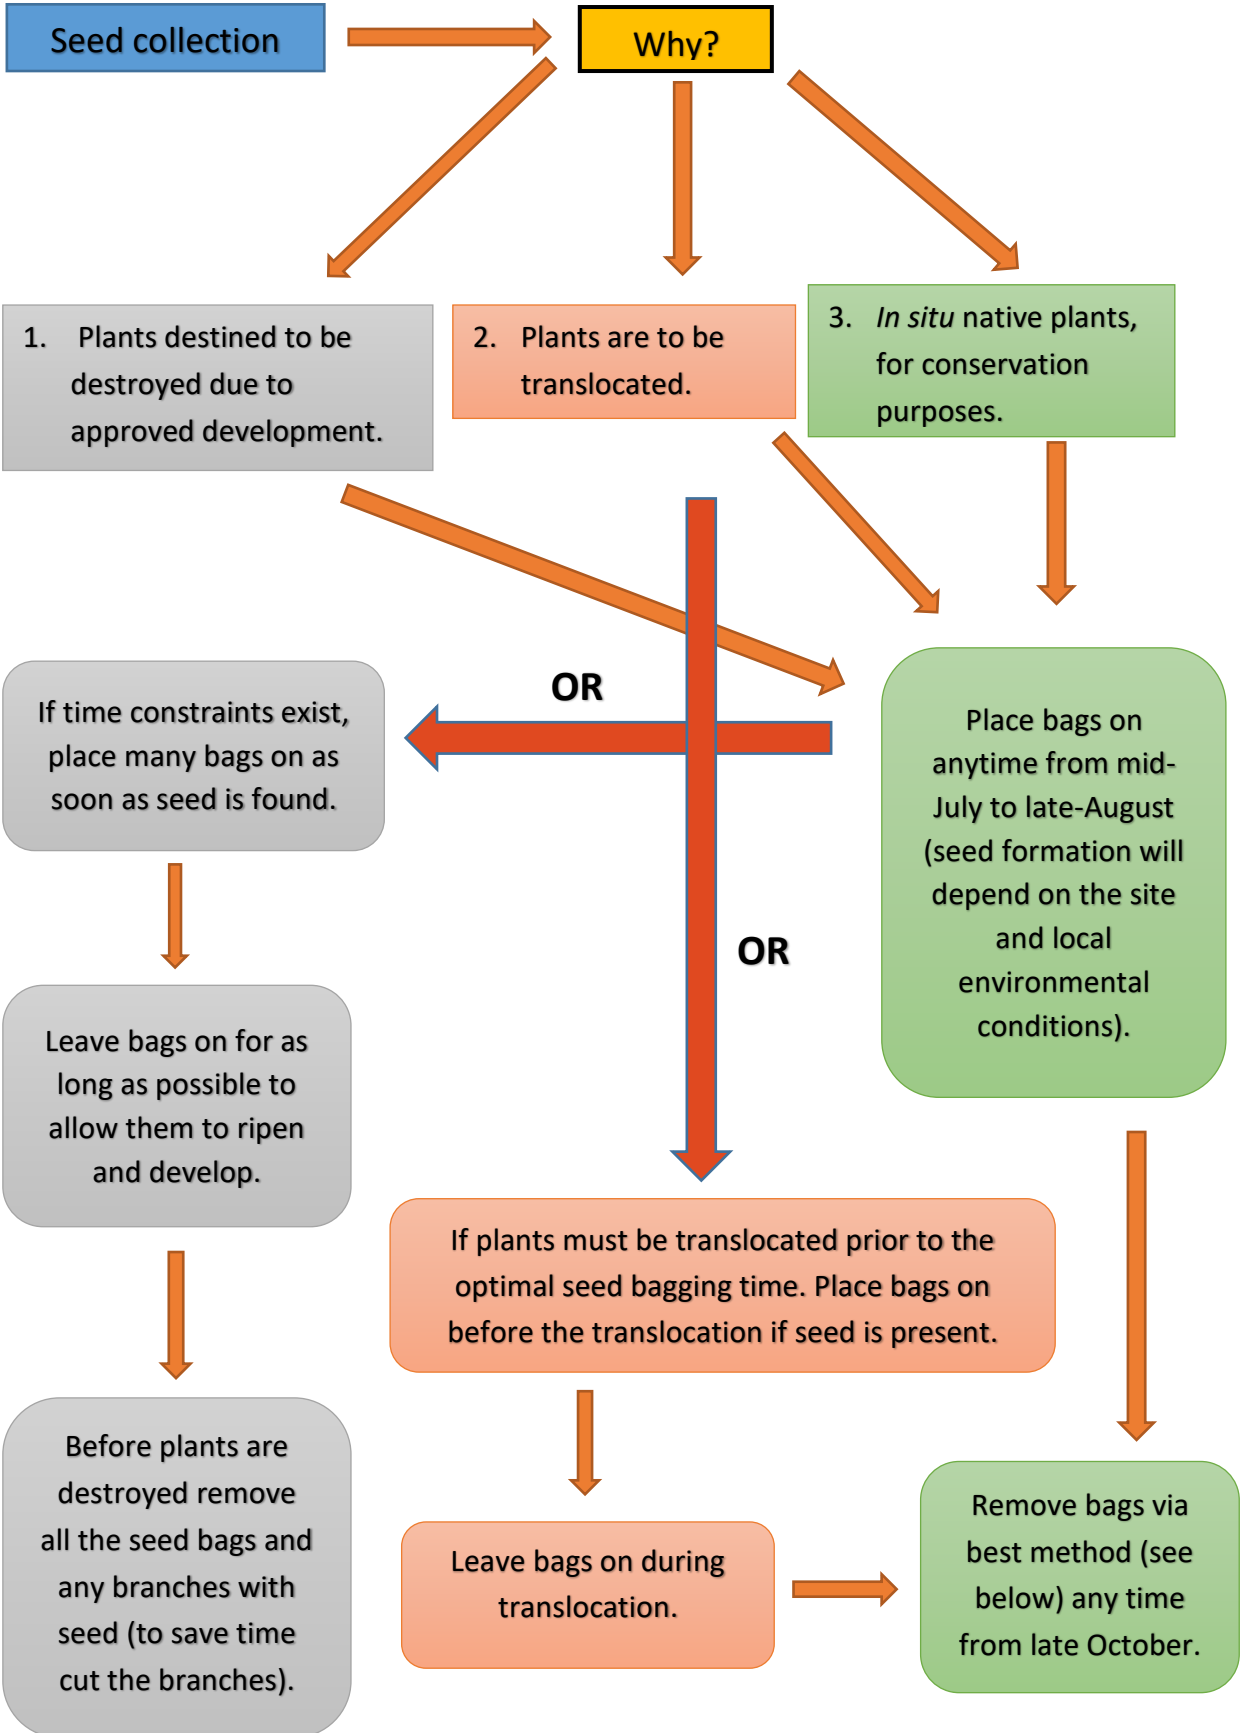 Seed collection
Why?
1. Plants destined to be
destroyed due to
approved development.
2. Plants are to be
translocated.
3. In situ native plants,
for conservation
purposes.
OR
If time constraints exist,
place many bags on as
soon as seed is found.
Place bags on
anytime from mid-
July to late-August
(seed formation will
depend on the site
and local
environmental
conditions).
OR
Leave bags on for as
long as possible to
allow them to ripen
and develop.
If plants must be translocated prior to the
optimal seed bagging time. Place bags on
before the translocation if seed is present.
Before plants are
destroyed remove
all the seed bags and
any branches with
seed (to save time
cut the branches).
Leave bags on during
translocation.
Remove bags via
best method (see
below) any time
from late October.